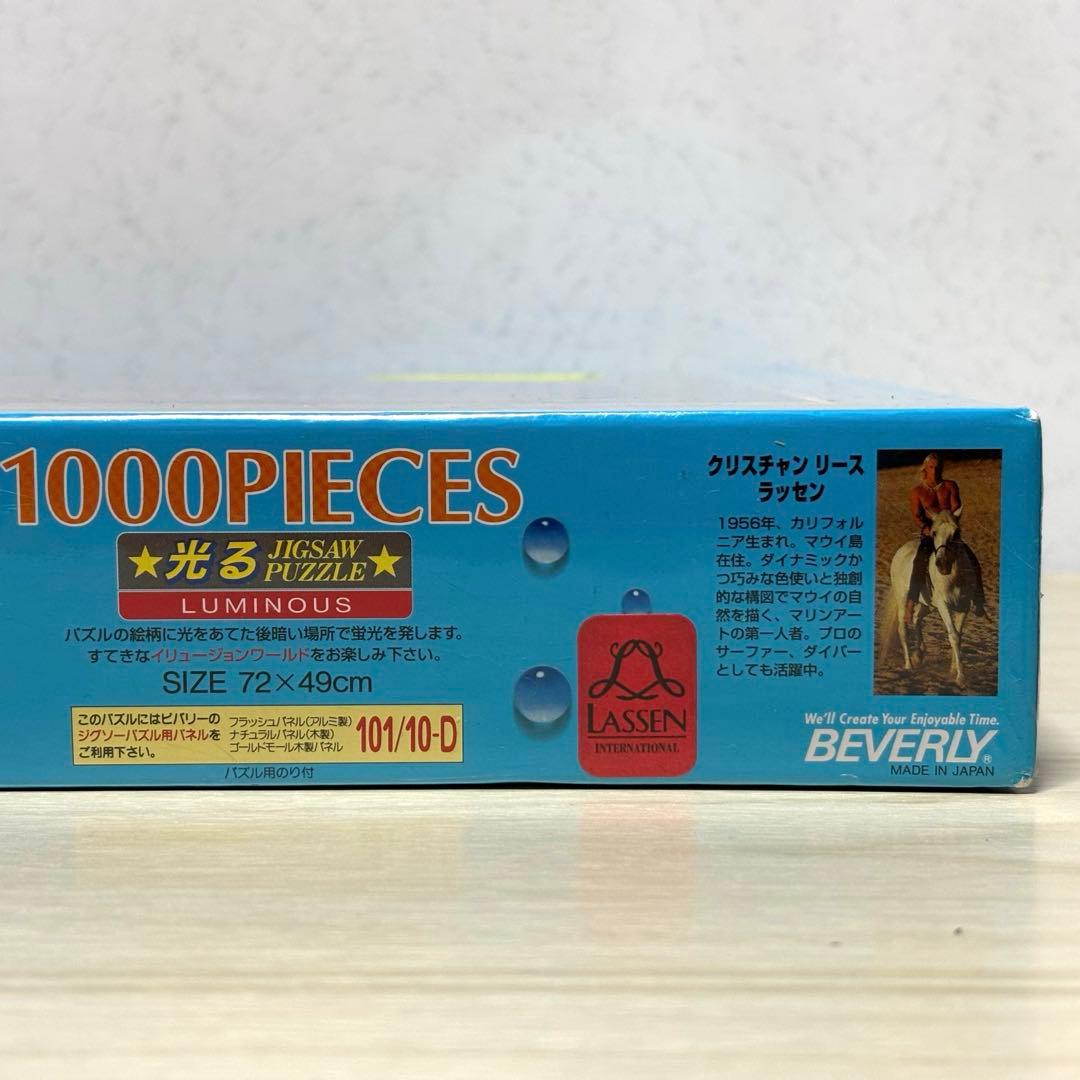 1000PIECES
★光る JIGSAW PUZZLE★
LUMINOUS
パズルの絵柄に光をあてた後暗い場所で蛍光を発します。
すてきなイリュージョンワールドをお楽しみ下さい。
SIZE 72×49cm
このパズルにはビバリーの
ジグソーパズル用パネルを
ご利用下さい。
フラッシュパネル(アルミ製)
ナチュラルパネル(木製)
ゴールドモール木製パネル
101/10-D
パズル用のり付
LASSEN
INTERNATIONAL
クリスチャン リース
ラッセン
1956年、カリフォル
ニア生まれ。マウイ島
在住。ダイナミックか
つ巧みな色使いと独創
的な構図でマウイの自
然を描く、マリンアー
トの第一人者。プロの
サーファー、ダイバー
としても活躍中。
We'll Create Your Enjoyable Time.
BEVERLY®
MADE IN JAPAN